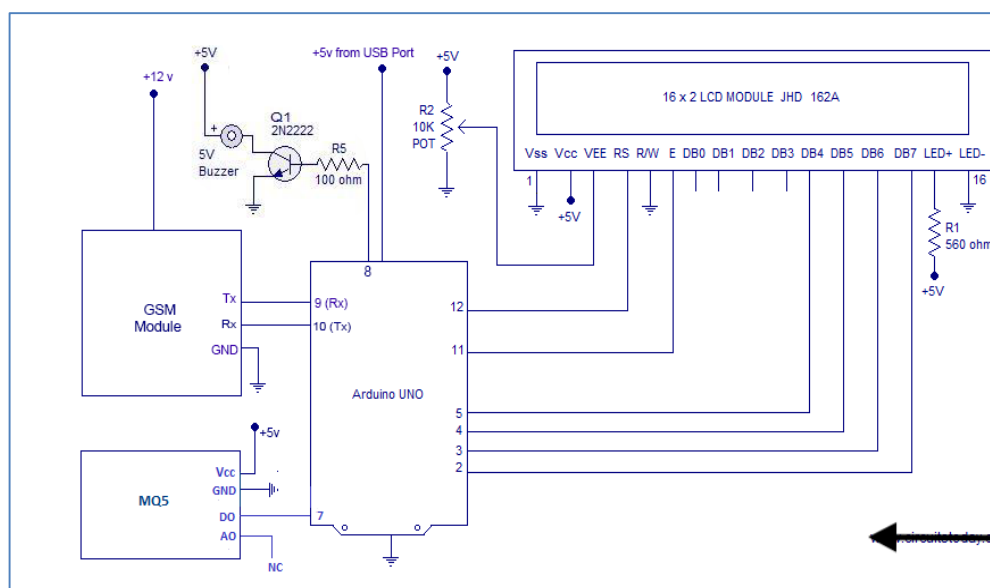 +5V
+5v from USB Port
+5V
+12 v
16 x 2 LCD MODULE JHD 162A
Q1
2N2222
R2
10K
POT
+
5V
Buzzer
R5
100 ohm
Vss Vcc VEE RS R/W E DB0 DB1 DB2 DB3 DB4 DB5 DB6 DB7 LED+ LED-
1
16
+5V
R1
560 ohm
+5V
8
GSM
Module
Tx
Rx
GND
9 (Rx)
10 (Tx)
12
11
Arduino UNO
5
4
3
2
+5v
MQ5
Vcc
GND
DO
AO
7
NC